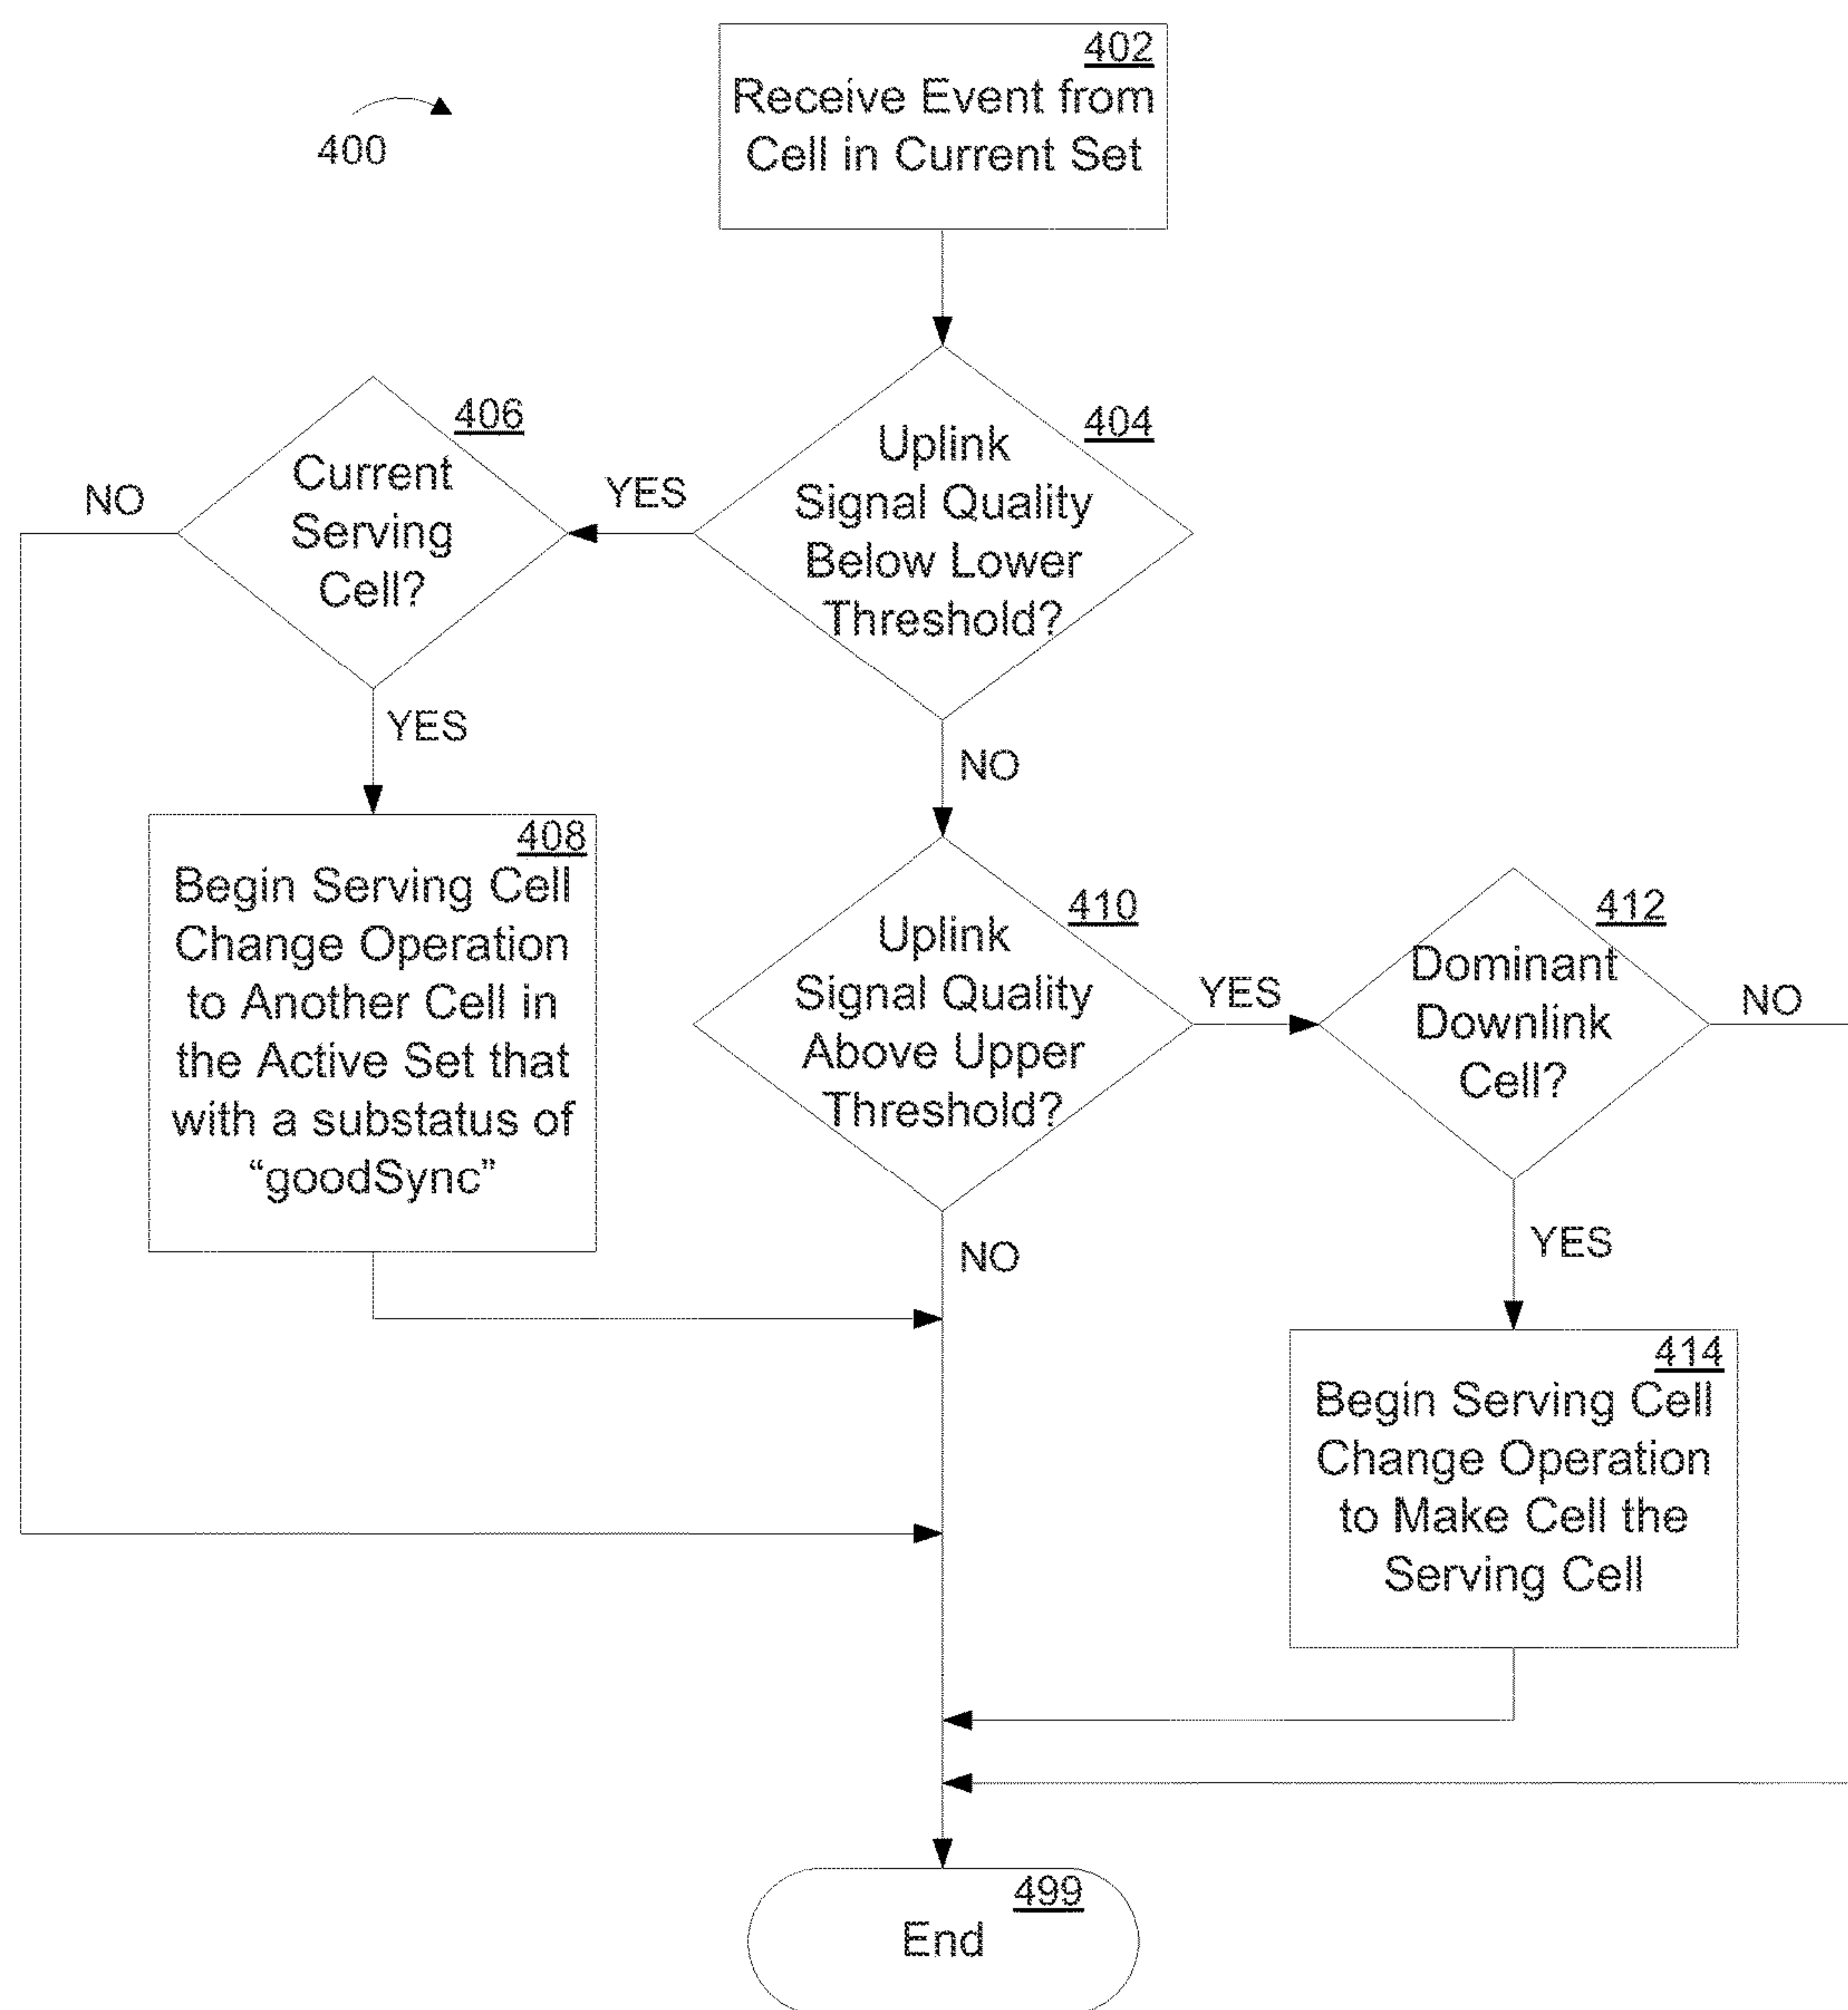 402
Receive Event from
Cell in Current Set
400
406
Current
Serving
Cell?
NO
YES
YES
404
Uplink
Signal Quality
Below Lower
Threshold?
NO
408
Begin Serving Cell
Change Operation
to Another Cell in
the Active Set that
with a substatus of
“goodSync”
410
Uplink
Signal Quality
Above Upper
Threshold?
YES
NO
412
Dominant
Downlink
Cell?
NO
YES
414
Begin Serving Cell
Change Operation
to Make Cell the
Serving Cell
499
End